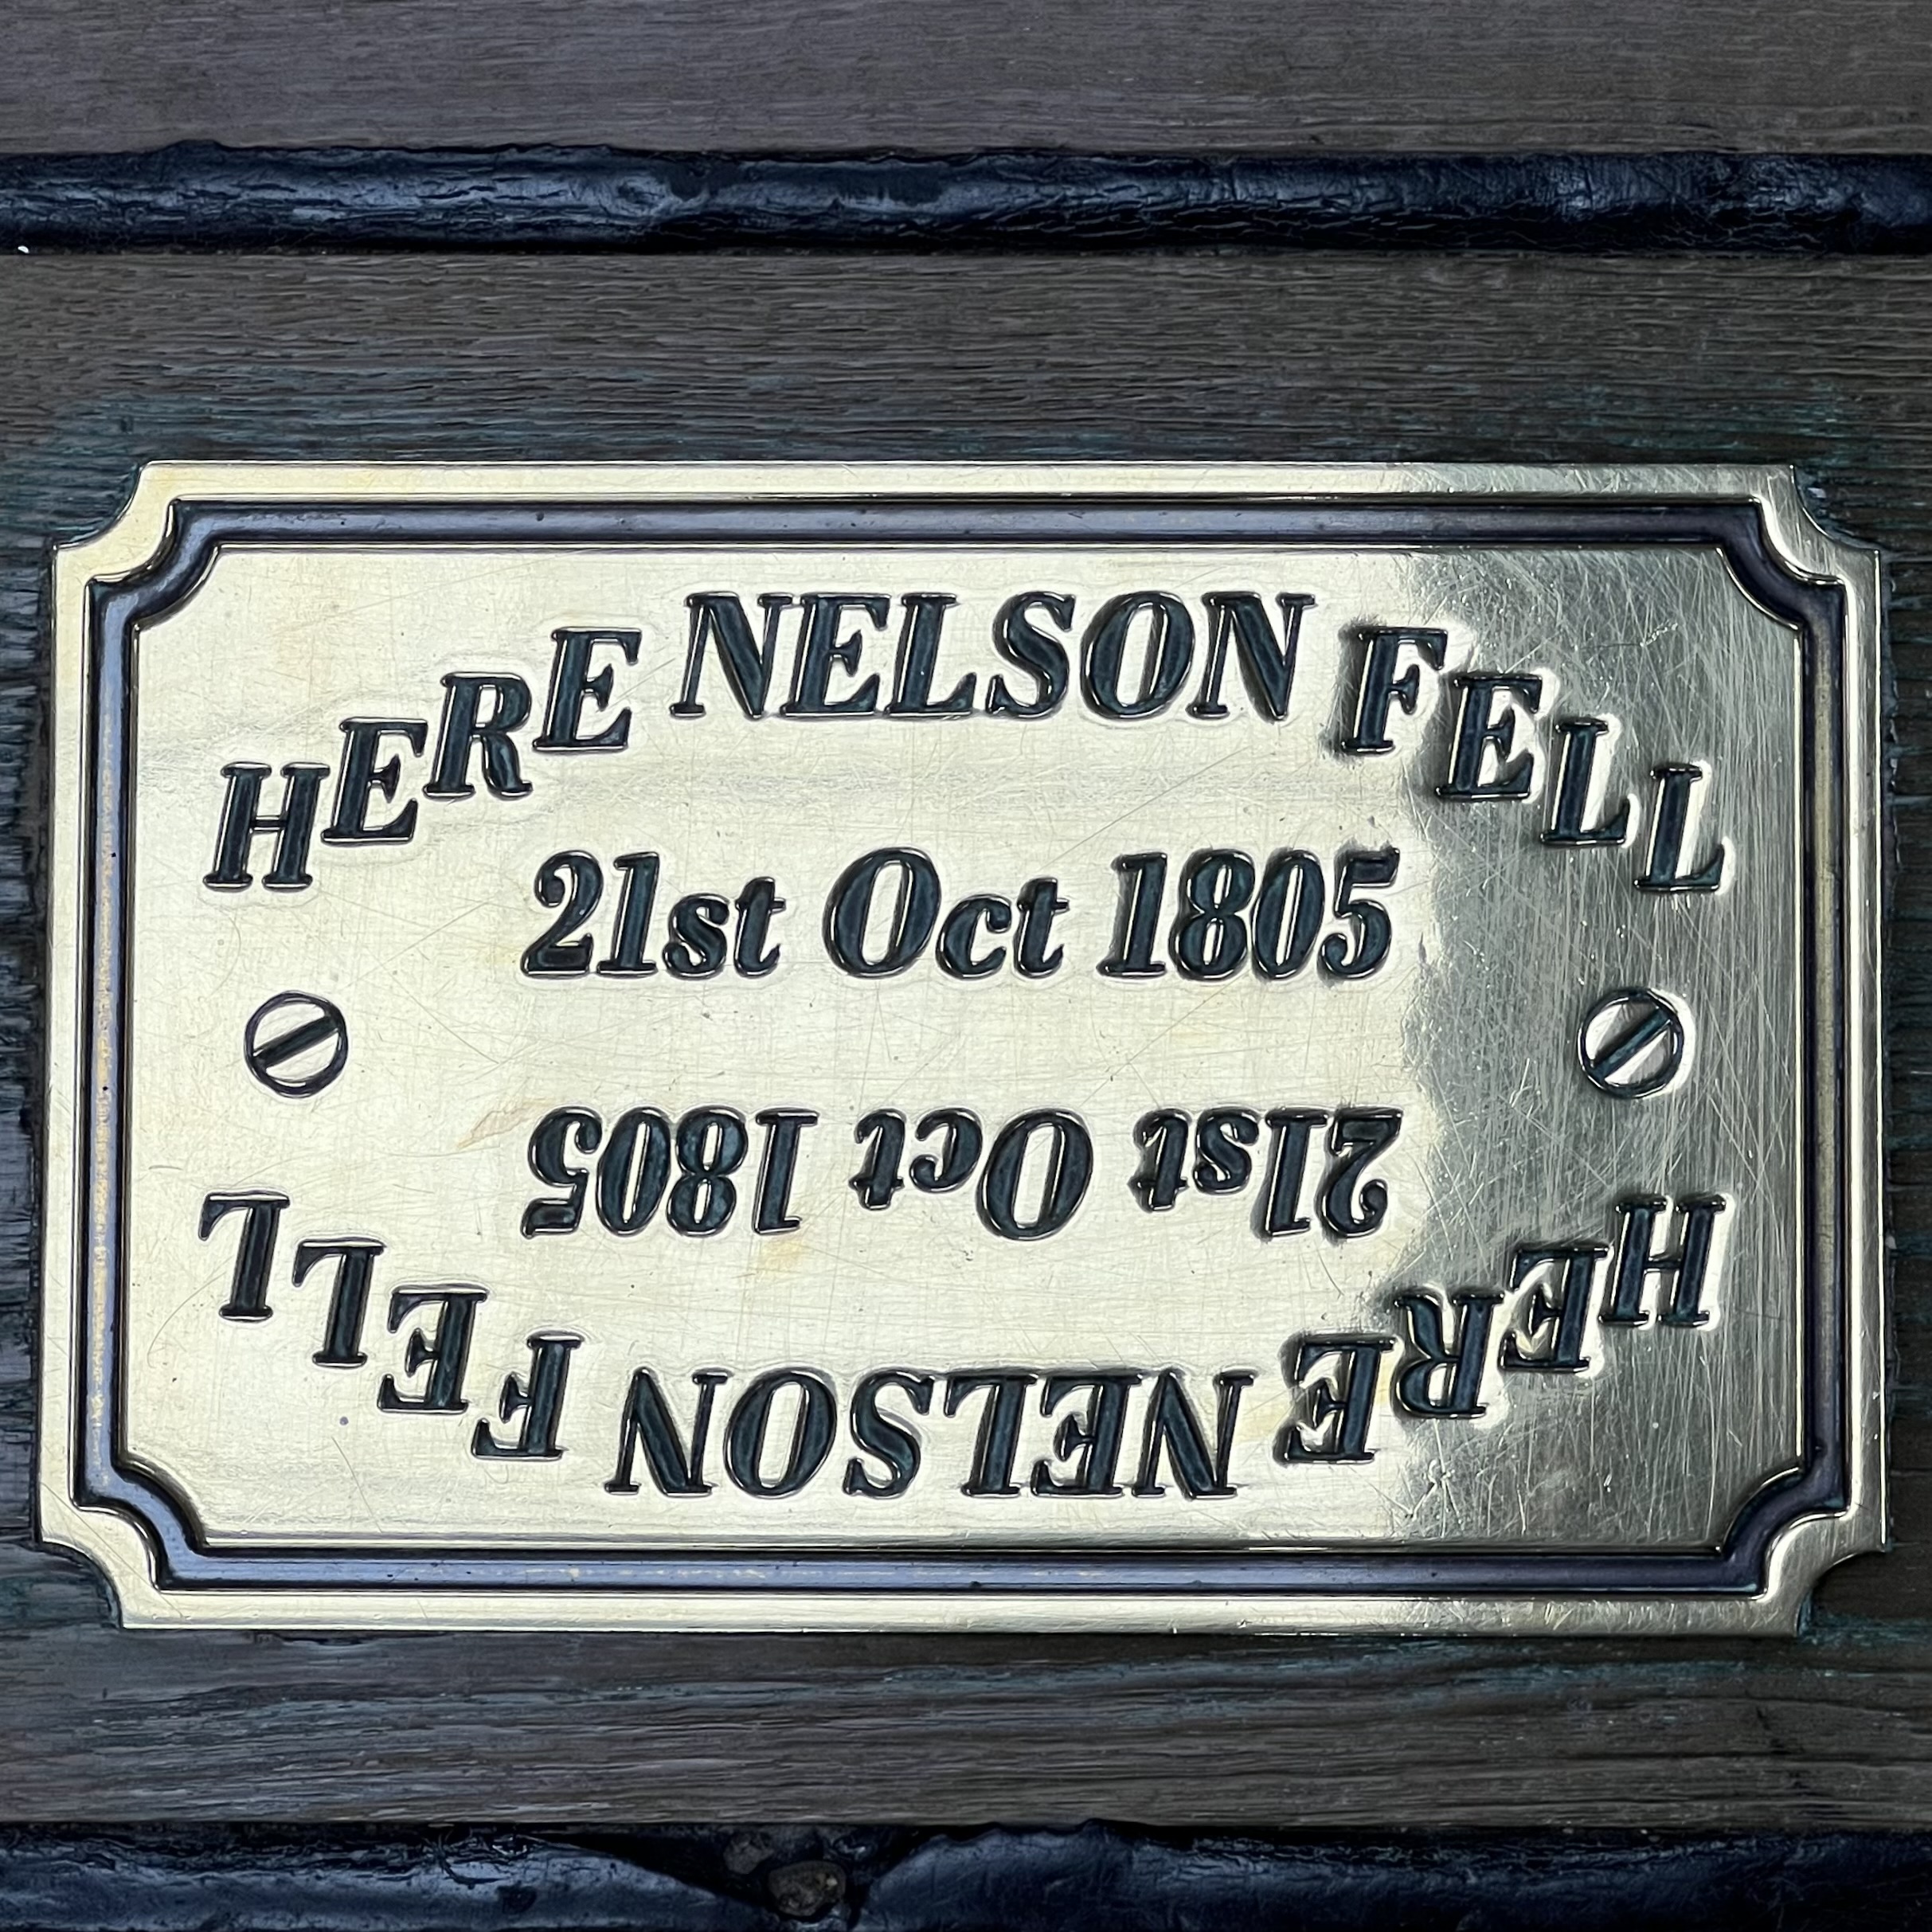 HERE NELSON FELL
21st Oct 1805
21st Oct 1805
HERE NELSON FELL